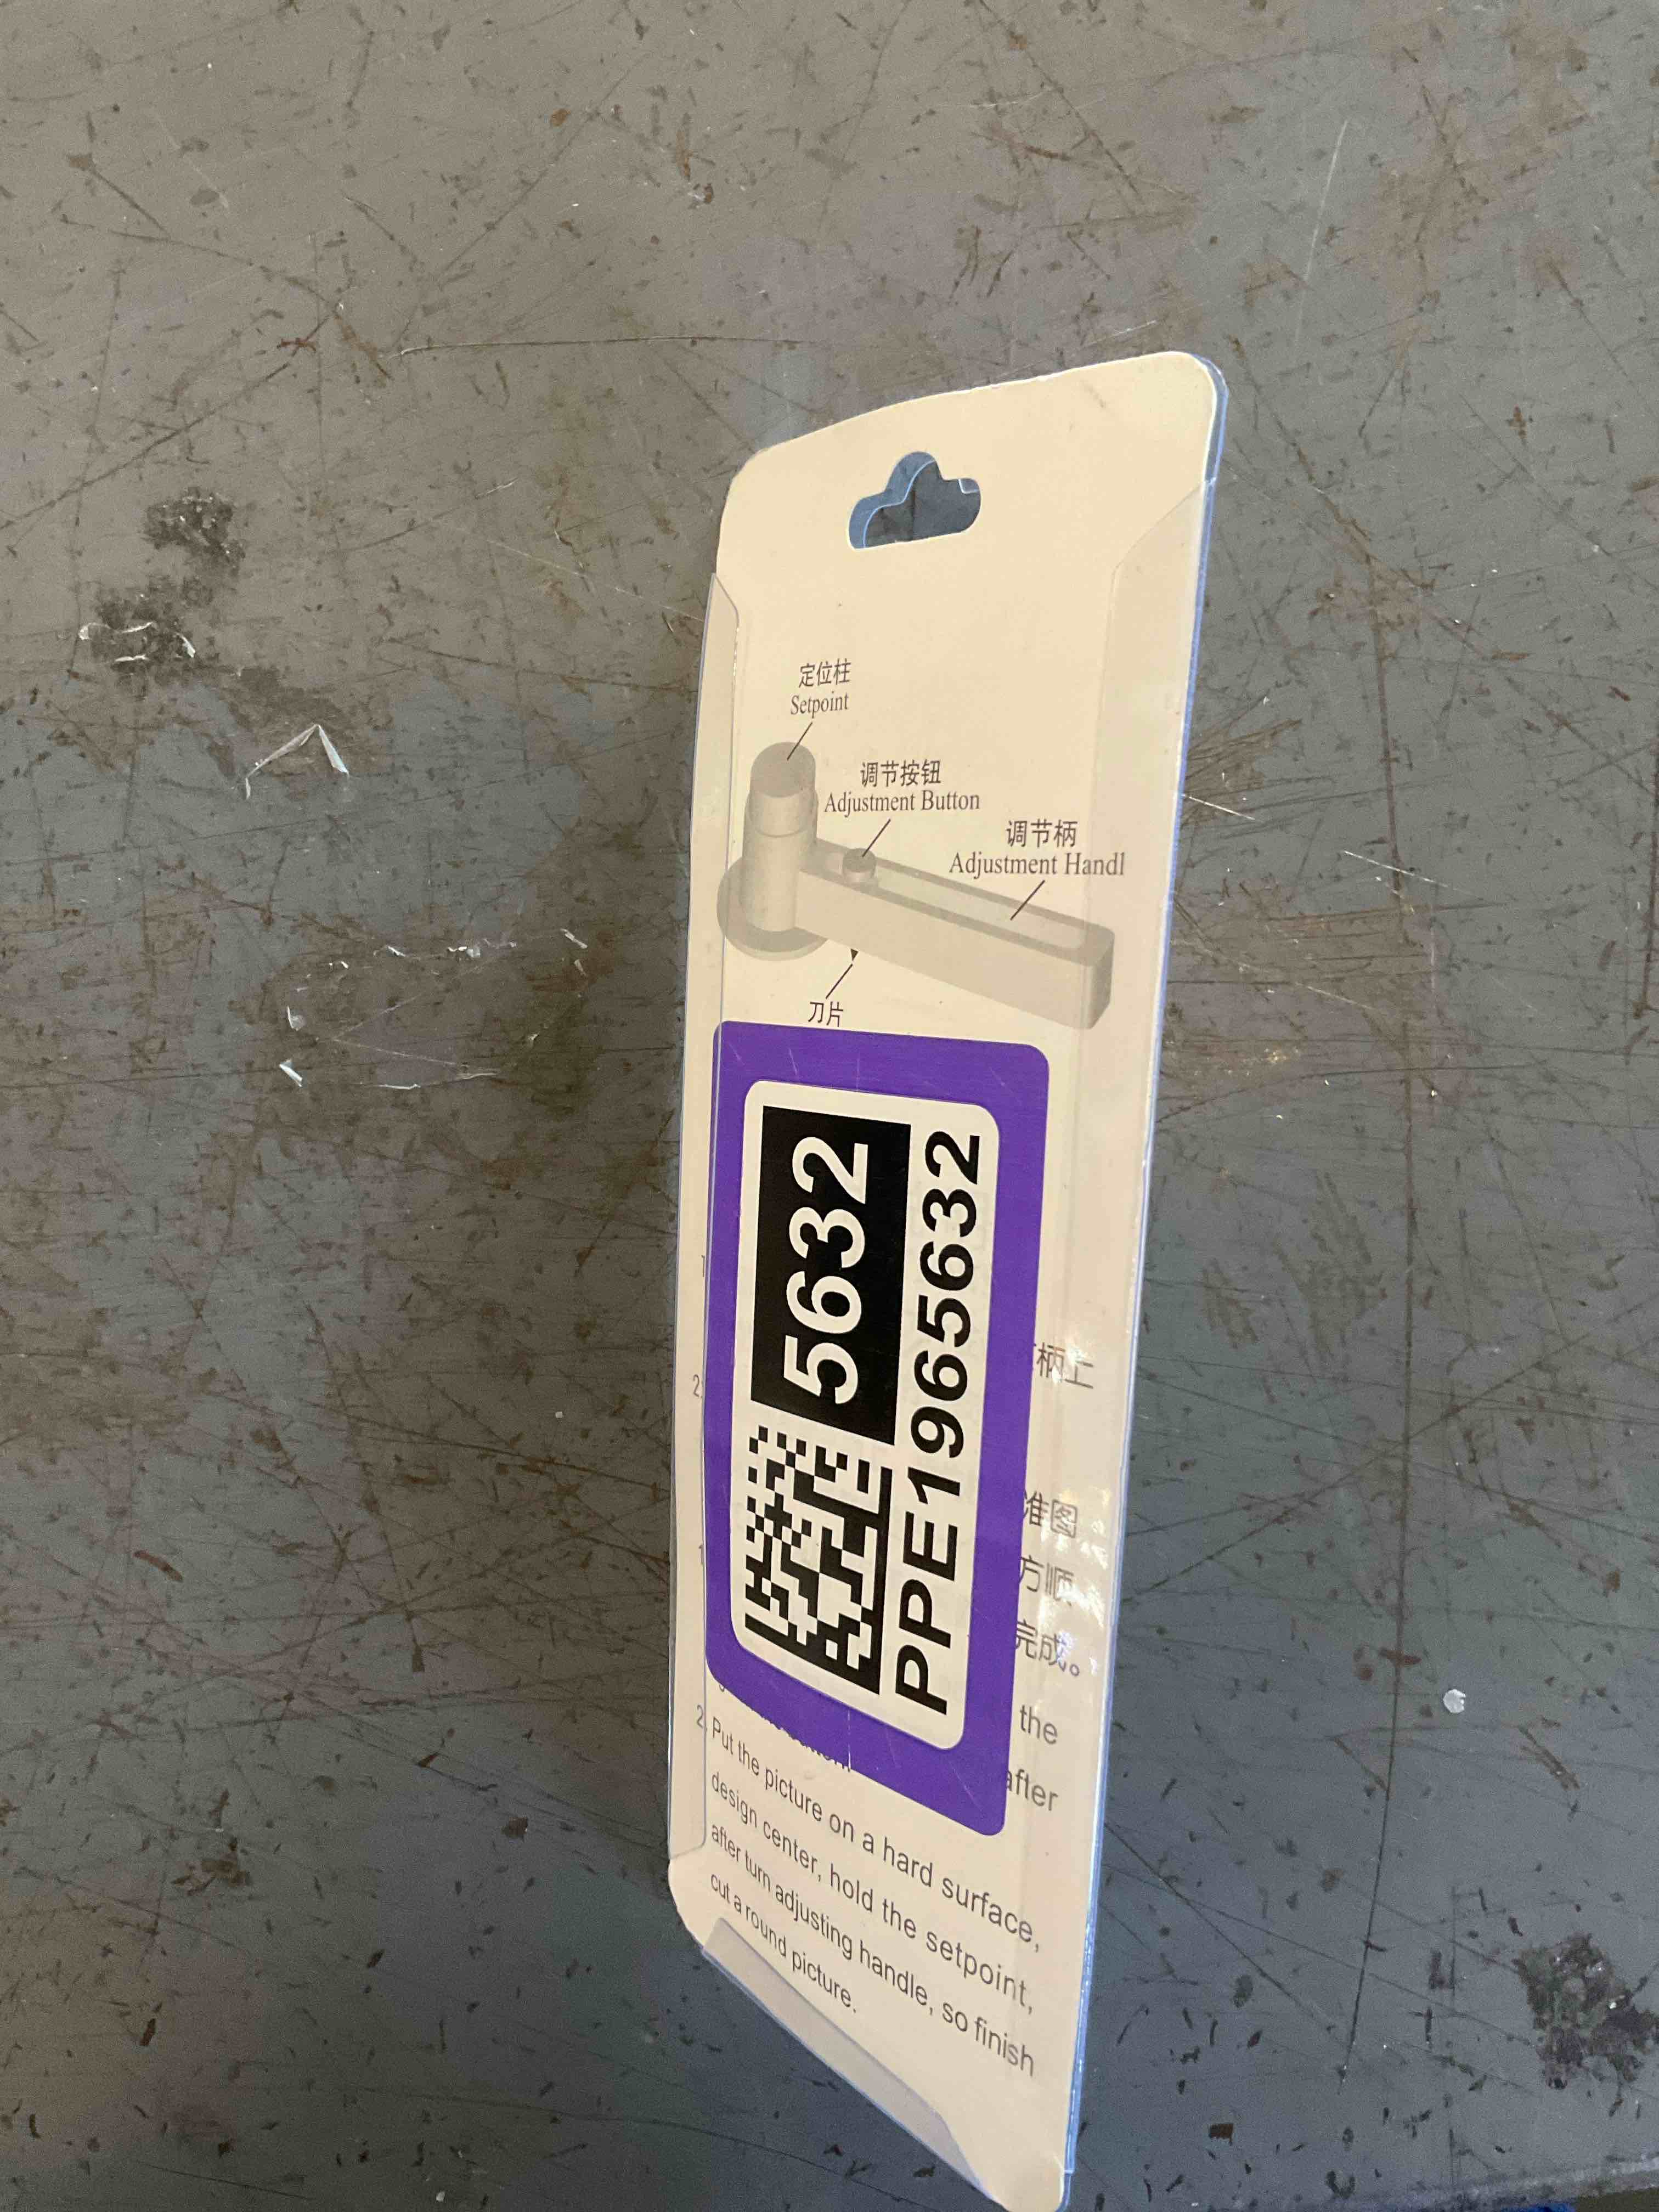 定位柱
Setpoint
调节按钮
Adjustment Button
调节柄
Adjustment Handl
刀片
5632
PPE1965632
柄上
2.
准图
方顺
完成。
1
the
after
2. Put the picture on a hard surface,
design center, hold the setpoint,
after turn adjusting handle, so finish
cut a round picture.